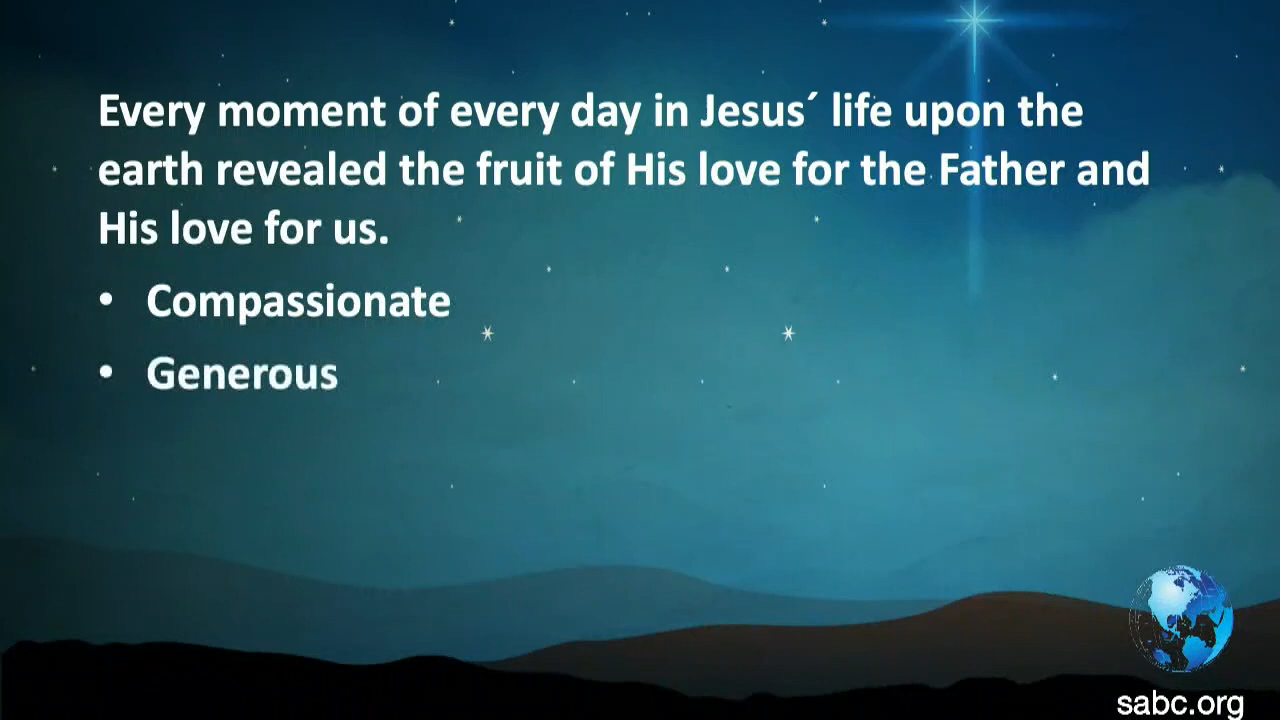 Every moment of every day in Jesus´ life upon the
earth revealed the fruit of His love for the Father and
His love for us.
• Compassionate
• Generous
sabc.org